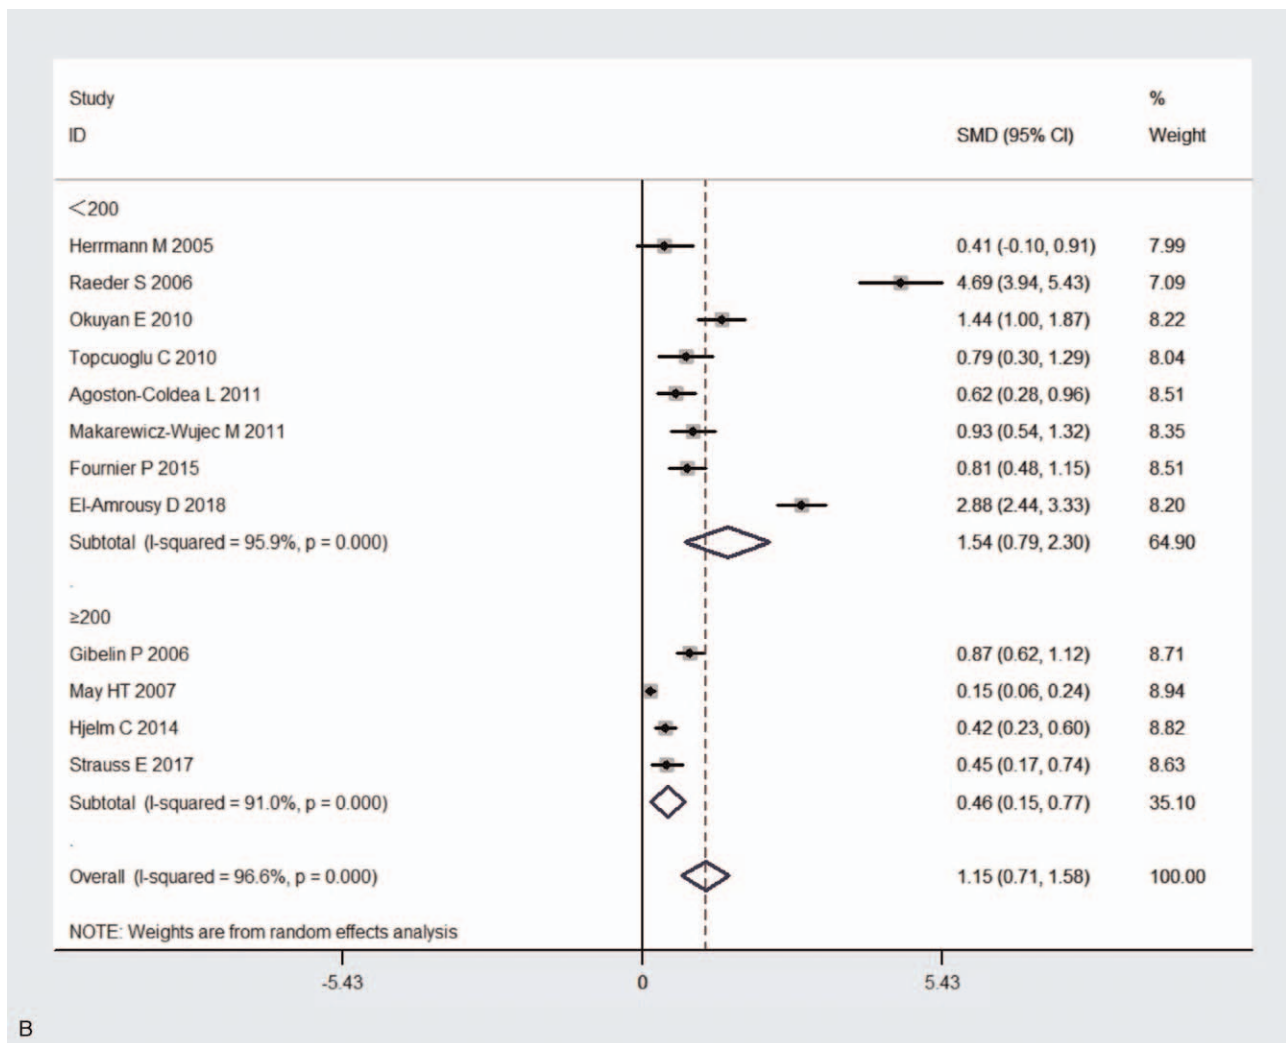 Study %
ID SMD (95% CI) Weight
<200
Herrmann M 2005 0.41 (-0.10, 0.91) 7.99
Raeder S 2006 4.69 (3.94, 5.43) 7.09
Okuyan E 2010 1.44 (1.00, 1.87) 8.22
Topcuoglu C 2010 0.79 (0.30, 1.29) 8.04
Agoston-Coldea L 2011 0.62 (0.28, 0.96) 8.51
Makarewicz-Wujec M 2011 0.93 (0.54, 1.32) 8.35
Fournier P 2015 0.81 (0.48, 1.15) 8.51
El-Amrousy D 2018 2.88 (2.44, 3.33) 8.20
Subtotal (I-squared = 95.9%, p = 0.000) 1.54 (0.79, 2.30) 64.90
.
≥200
Gibelin P 2006 0.87 (0.62, 1.12) 8.71
May HT 2007 0.15 (0.06, 0.24) 8.94
Hjelm C 2014 0.42 (0.23, 0.60) 8.82
Strauss E 2017 0.45 (0.17, 0.74) 8.63
Subtotal (I-squared = 91.0%, p = 0.000) 0.46 (0.15, 0.77) 35.10
.
Overall (I-squared = 96.6%, p = 0.000) 1.15 (0.71, 1.58) 100.00
NOTE: Weights are from random effects analysis
-5.43 0 5.43
B